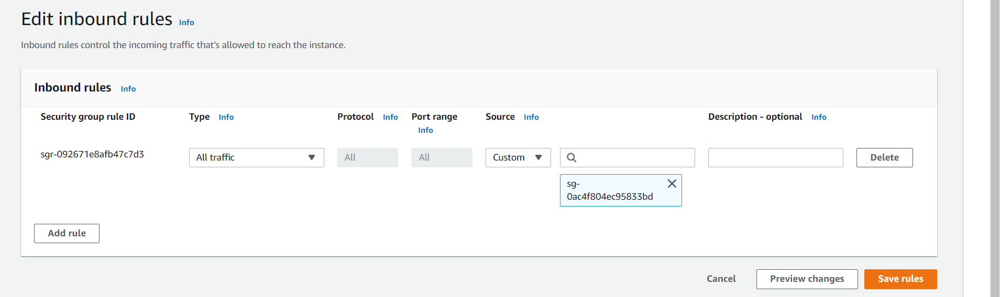 Edit inbound rules Info
Inbound rules control the incoming traffic that's allowed to reach the instance.
Inbound rules Info
Security group rule ID Type Info Protocol Info Port range Source Info Description - optional Info
Info
sgr-092671e8afb47c7d3 All traffic All All Custom Delete
sg-
0ac4f804ec95833bd
Add rule
Cancel Preview changes Save rules